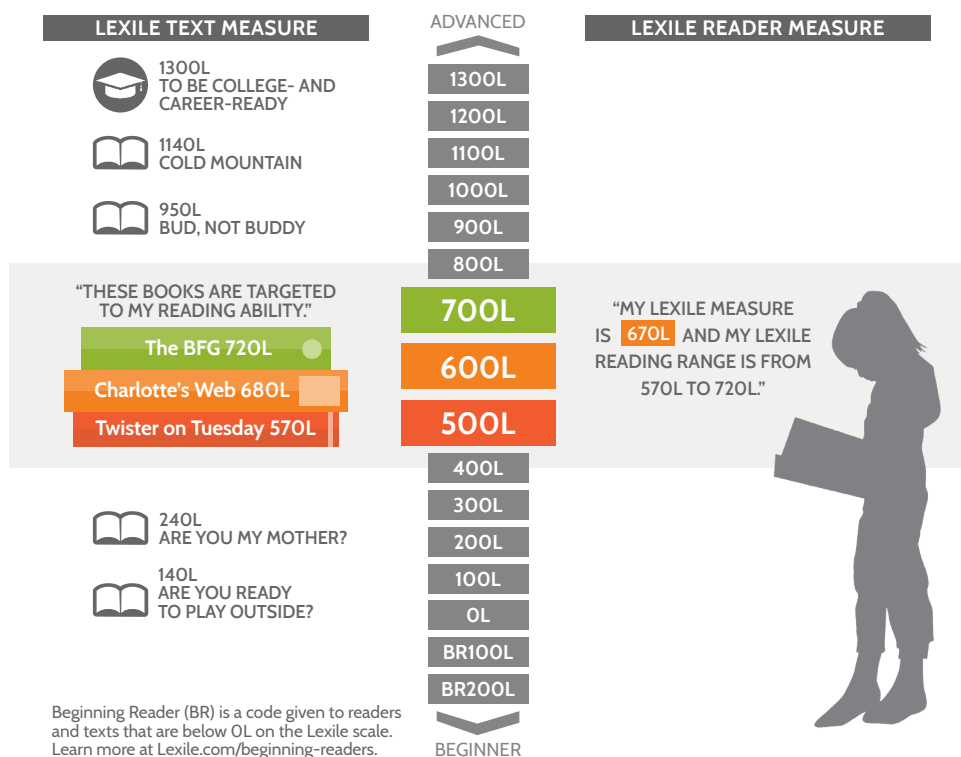 LEXILE TEXT MEASURE
1300L
TO BE COLLEGE- AND
CAREER-READY
1140L
COLD MOUNTAIN
950L
BUD, NOT BUDDY
“THESE BOOKS ARE TARGETED
TO MY READING ABILITY.”
The BFG 720L
Charlotte’s Web 680L
Twister on Tuesday 570L
240L
ARE YOU MY MOTHER?
140L
ARE YOU READY
TO PLAY OUTSIDE?
Beginning Reader (BR) is a code given to readers
and texts that are below 0L on the Lexile scale.
Learn more at Lexile.com/beginning-readers.
ADVANCED
1300L
1200L
1100L
1000L
900L
800L
700L
600L
500L
400L
300L
200L
100L
0L
BR100L
BR200L
BEGINNER
LEXILE READER MEASURE
“MY LEXILE MEASURE
IS 670L AND MY LEXILE
READING RANGE IS FROM
570L TO 720L.”